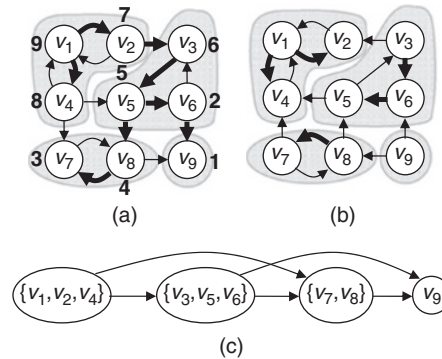 7
9 v1 v2 v3 6
5
8 v4 v5 v6 2
3 v7 v8 v9 1
4
(a)
v1 v2 v3
v4 v5 v6
v7 v8 v9
(b)
{v1,v2,v4} {v3,v5,v6} {v7,v8} v9
(c)